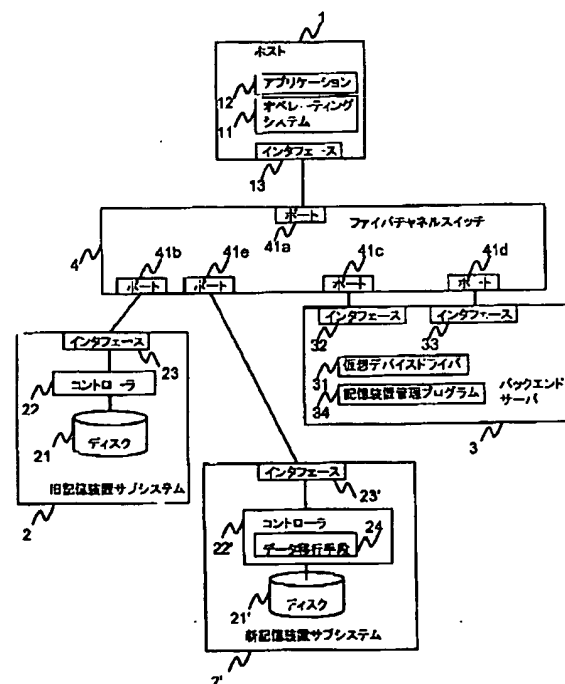 1
ホスト
アプリケーション
12
オペレーティング
システム
11
インタフェース
13
ポート
ファイバチャネルスイッチ
41a
4
41b
41e
41c
41d
ポート
ポート
ポート
ポート
インタフェース
23
コントローラ
22
21
ディスク
旧記憶装置サブシステム
2
インタフェース
インタフェース
32
33
仮想デバイスドライバ
31
記憶装置管理プログラム
34
バックエンド
サーバ
3
インタフェース
23'
コントローラ
24
データ移行手段
22'
21'
ディスク
新記憶装置サブシステム
2'